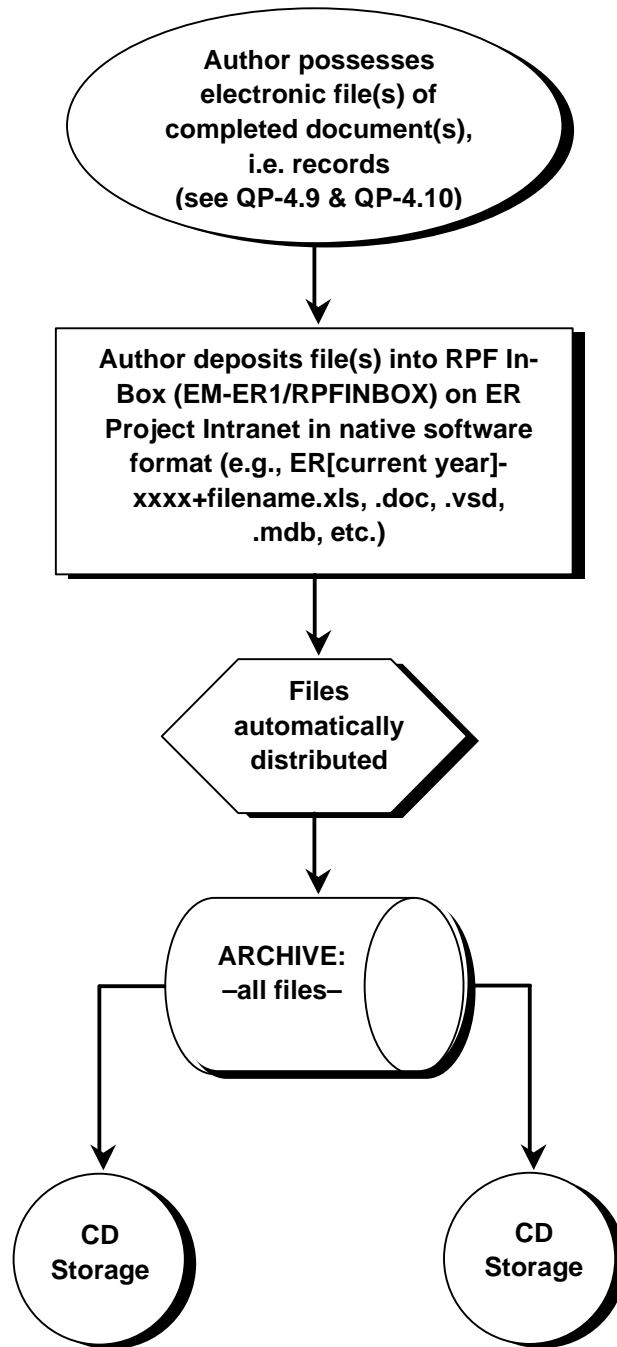 Author possesses
electronic file(s) of
completed document(s),
i.e. records
(see QP-4.9 & QP-4.10)
Author deposits file(s) into RPF In-
Box (EM-ER1/RPFINBOX) on ER
Project Intranet in native software
format (e.g., ER[current year]-
xxxx+filename.xls, .doc, .vsd,
.mdb, etc.)
Files
automatically
distributed
ARCHIVE:
–all files–
CD
Storage
CD
Storage